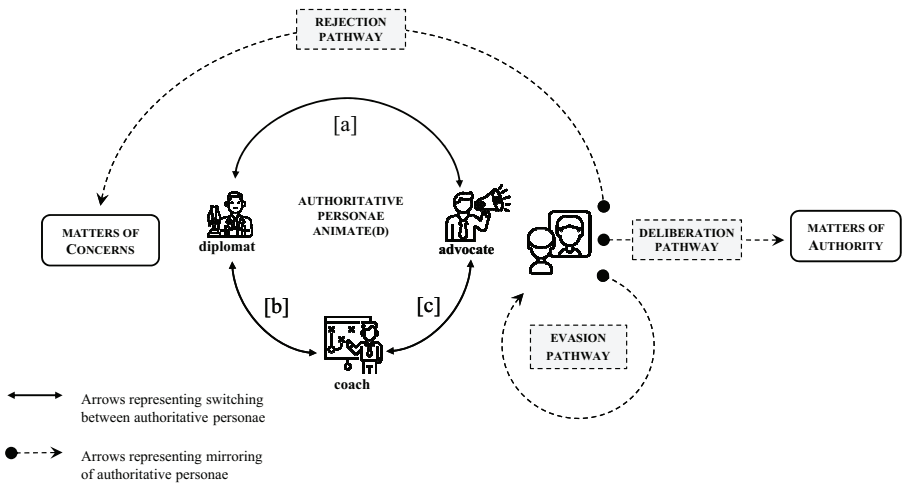 REJECTION
PATHWAY
[a]
AUTHORITATIVE
PERSONAE
ANIMATE(D)
MATTERS OF
CONCERNS
diplomat
advocate
DELIBERATION
PATHWAY
MATTERS OF
AUTHORITY
[b]
[c]
EVASION
PATHWAY
coach
Arrows representing switching
between authoritative personae
Arrows representing mirroring
of authoritative personae